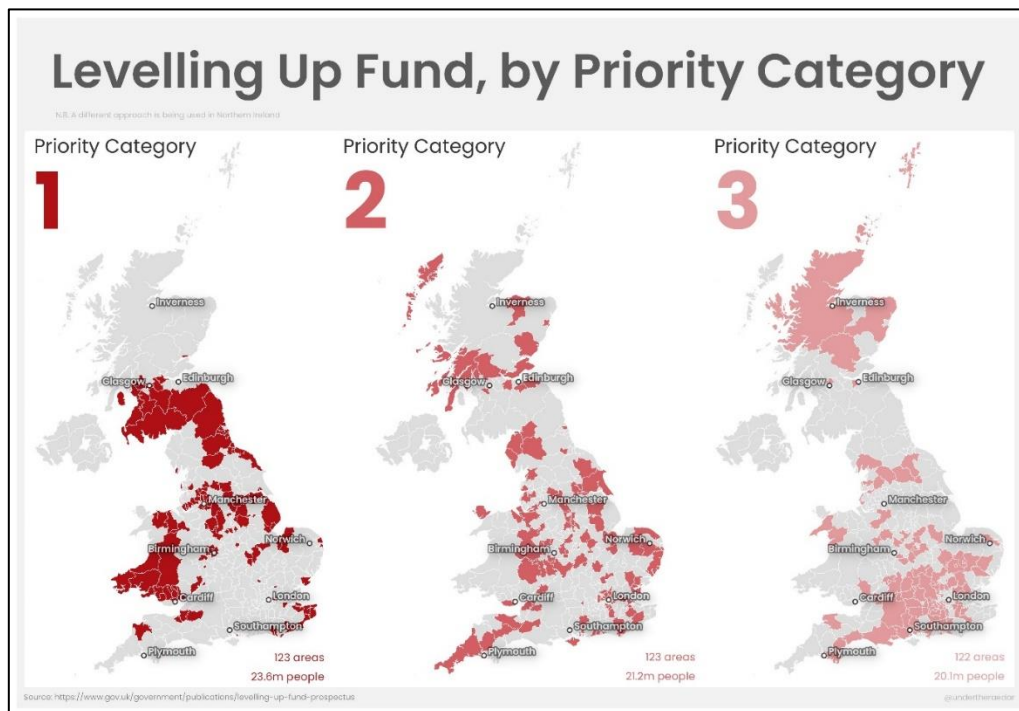 Levelling Up Fund, by Priority Category
N.B. A different approach is being used in Northern Ireland
Priority Category
1
Inverness
Glasgow
Edinburgh
Manchester
Norwich
Birmingham
Cardiff
London
Southampton
Plymouth
123 areas
23.6m people
Priority Category
2
Inverness
Glasgow
Edinburgh
Manchester
Norwich
Birmingham
Cardiff
London
Southampton
Plymouth
123 areas
21.2m people
Priority Category
3
Inverness
Glasgow
Edinburgh
Manchester
Norwich
Birmingham
Cardiff
London
Southampton
Plymouth
122 areas
20.1m people
Source: https://www.gov.uk/government/publications/levelling-up-fund-prospectus
@undertheraedar